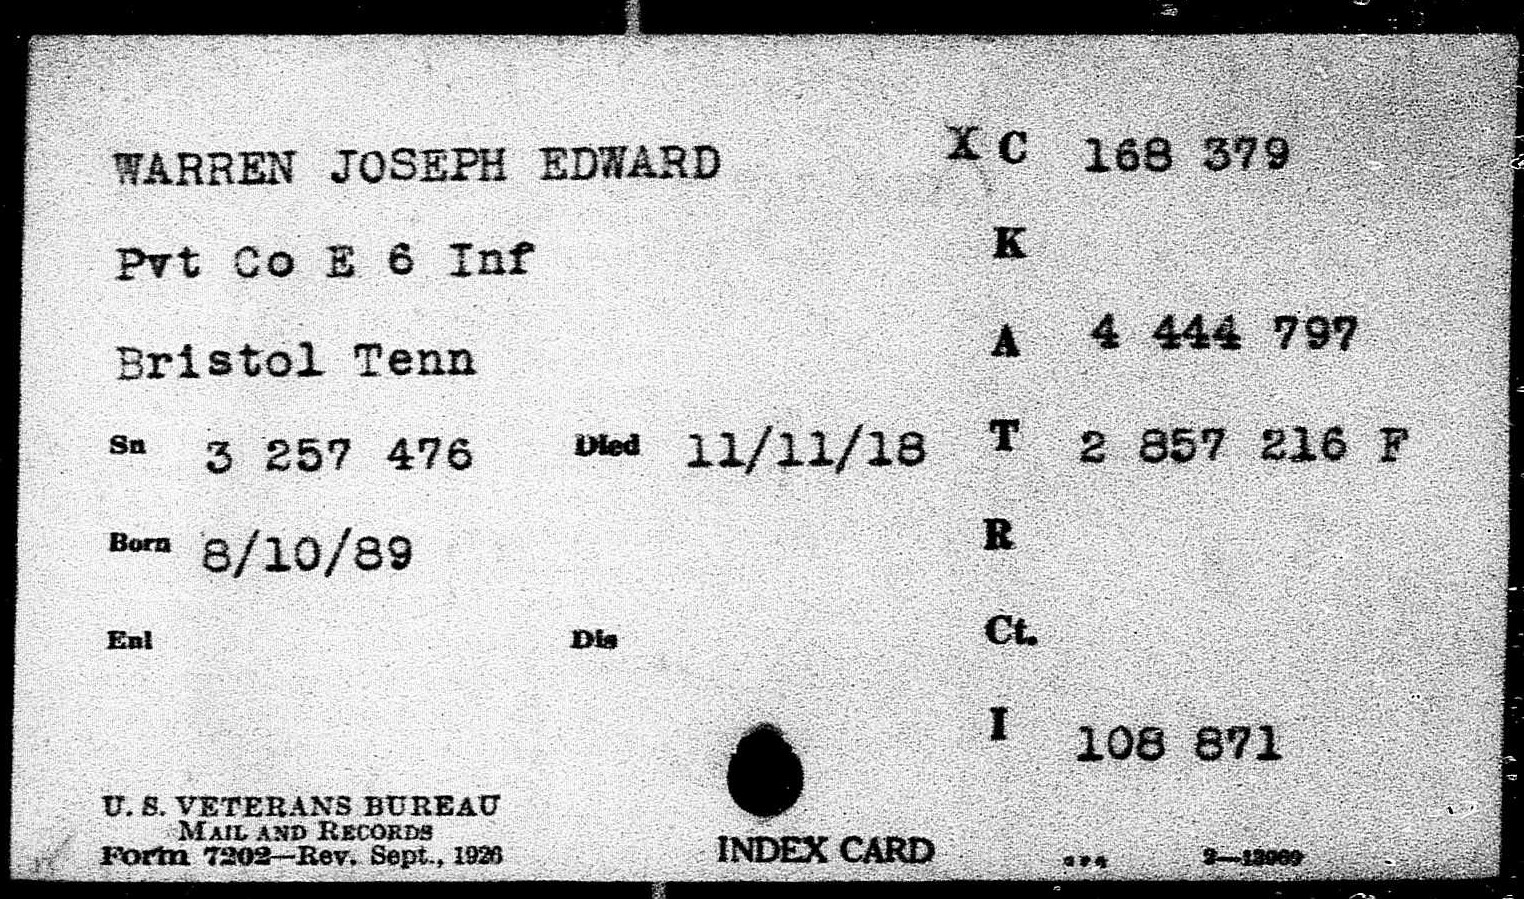 WARREN JOSEPH EDWARD X C 168 379
Pvt Co E 6 Inf K
Bristol Tenn A 4 444 797
Sn 3 257 476 Died 11/11/18 T 2 857 216 F
Born 8/10/89 R
Enl Dis Ct.
I 108 871
U. S. VETERANS BUREAU
MAIL AND RECORDS
Form 7202—Rev. Sept., 1926
INDEX CARD